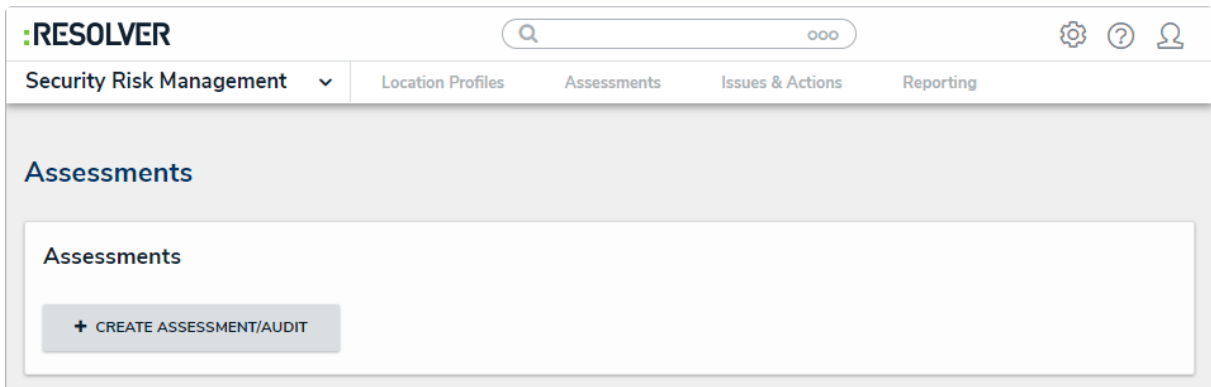 :RESOLVER
Security Risk Management Location Profiles Assessments Issues & Actions Reporting
Assessments
Assessments
+ CREATE ASSESSMENT/AUDIT